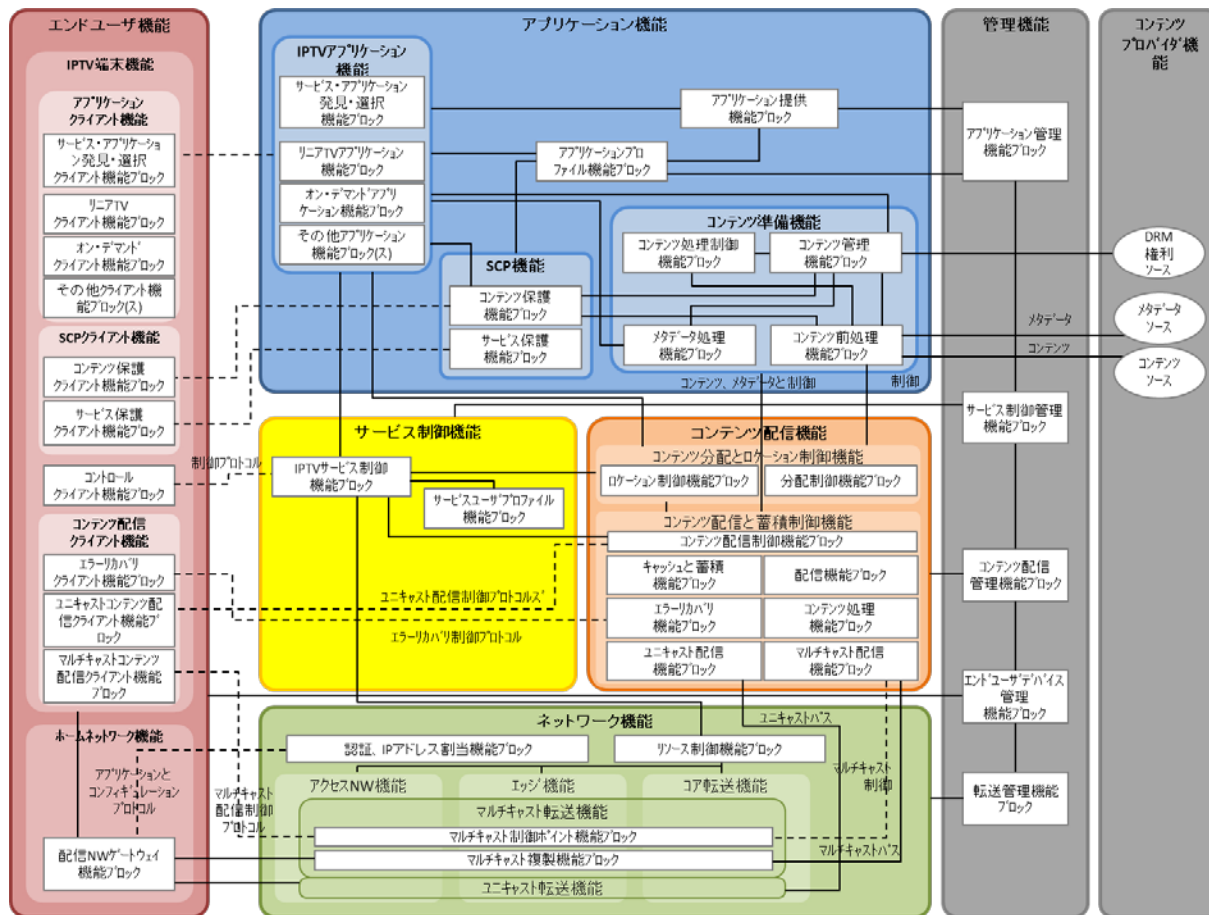 エンドユーザ機能
IPTV端末機能
アプリケーション
クライアント機能
サービス・アプリケーショ
ン発見・選択
クライアント機能ブロック
リニアTV
クライアント機能ブロック
オン・デマンド
クライアント機能ブロック
その他クライアント機
能ブロック(ス)
SCPクライアント機能
コンテンツ保護
クライアント機能ブロック
サービス保護
クライアント機能ブロック
コントロール
クライアント機能ブロック
コンテンツ配信
クライアント機能
エラーリカバリ
クライアント機能ブロック
ユニキャストコンテンツ配
信クライアント機能ブ
ロック
マルチキャストコンテンツ
配信クライアント機能
ブロック
ホームネットワーク機能
アプリケーションと
コンフィギュレーション
プロトコル
配信NWゲートウェイ
機能ブロック
アプリケーション機能
IPTVアプリケーション
機能
サービス・アプリケーション
発見・選択
機能ブロック
リニアTVアプリケーション
機能ブロック
オン・デマンドアプリ
ケーション機能ブロック
その他アプリケーション
機能ブロック(ス)
アプリケーション提供
機能ブロック
アプリケーションプロ
ファイル機能ブロック
SCP機能
コンテンツ保護
機能ブロック
サービス保護
機能ブロック
コンテンツ準備機能
コンテンツ処理制御
機能ブロック
コンテンツ管理
機能ブロック
メタデータ処理
機能ブロック
コンテンツ前処理
機能ブロック
コンテンツ、メタデータと制御
制御
サービス制御機能
制御プロトコル
IPTVサービス制御
機能ブロック
サービスユーザプロファイル
機能ブロック
ユニキャスト配信制御プロトコルズ
エラーリカバリ制御プロトコル
コンテンツ配信機能
コンテンツ分配とロケーション制御機能
ロケーション制御機能ブロック
分配制御機能ブロック
コンテンツ配信と蓄積制御機能
コンテンツ配信制御機能ブロック
キャッシュと蓄積
機能ブロック
配信機能ブロック
エラーリカバリ
機能ブロック
コンテンツ処理
機能ブロック
ユニキャスト配信
機能ブロック
マルチキャスト配信
機能ブロック
ネットワーク機能
ユニキャストパス
認証、IPアドレス割当機能ブロック
リソース制御機能ブロック
マルチキャスト
制御
アクセスNW機能
エッジ機能
コア転送機能
マルチキャスト
配信制御
プロトコル
マルチキャスト転送機能
マルチキャスト制御ポイント機能ブロック
マルチキャスト複製機能ブロック
マルチキャストパス
ユニキャスト転送機能
管理機能
アプリケーション管理
機能ブロック
サービス制御管理
機能ブロック
コンテンツ配信
管理機能ブロック
エンドユーザデバイス
管理
機能ブロック
転送管理機能
ブロック
コンテンツ
プロバイダ機
能
DRM
権利
ソース
メタデータ
メタデータ
ソース
コンテンツ
コンテンツ
ソース